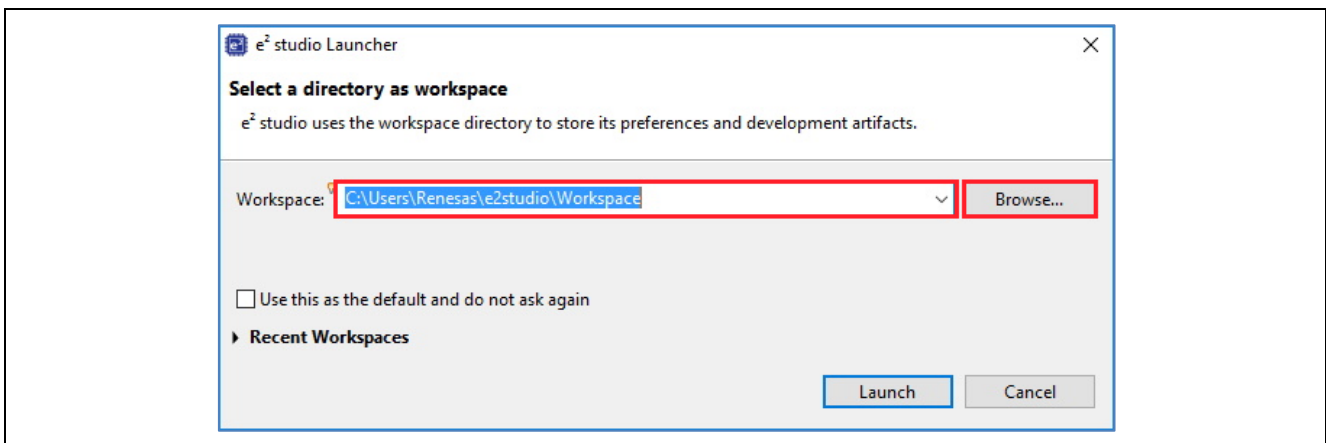 e² studio Launcher
Select a directory as workspace
e² studio uses the workspace directory to store its preferences and development artifacts.
Workspace: C:\Users\Renesas\e2studio\Workspace Browse...
Use this as the default and do not ask again
Recent Workspaces
Launch Cancel